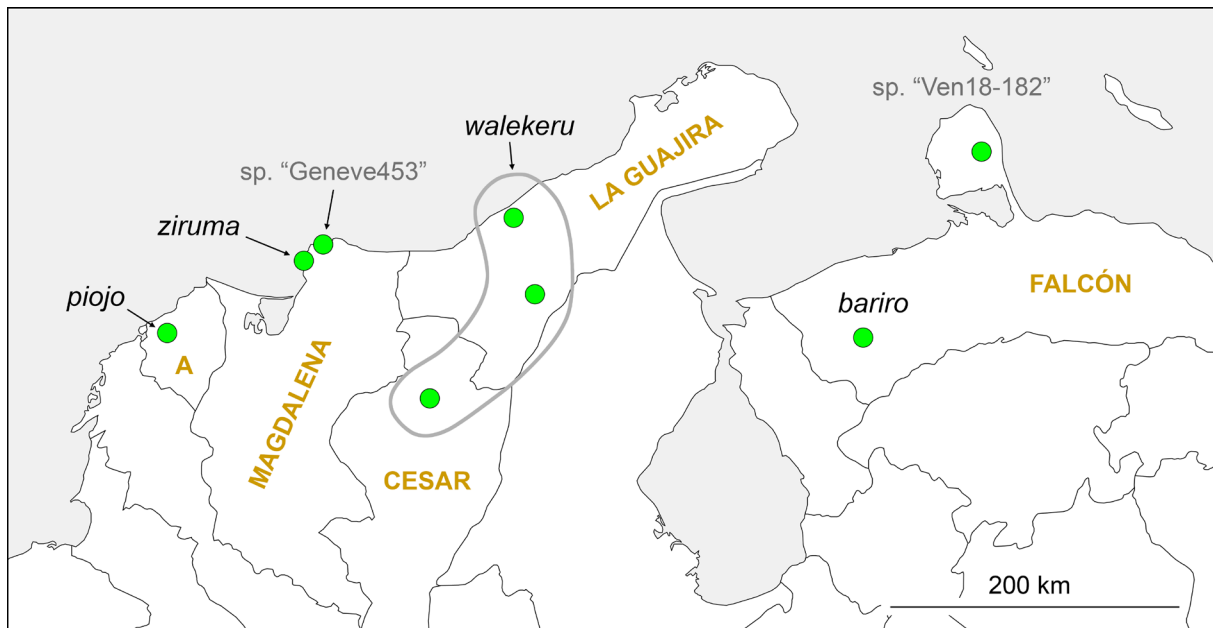 sp. “Ven18-182”
walekeru
LA GUAJIRA
sp. “Geneve453”
ziruma
piojo
FALCÓN
bariro
A
MAGDALENA
CESAR
200 km